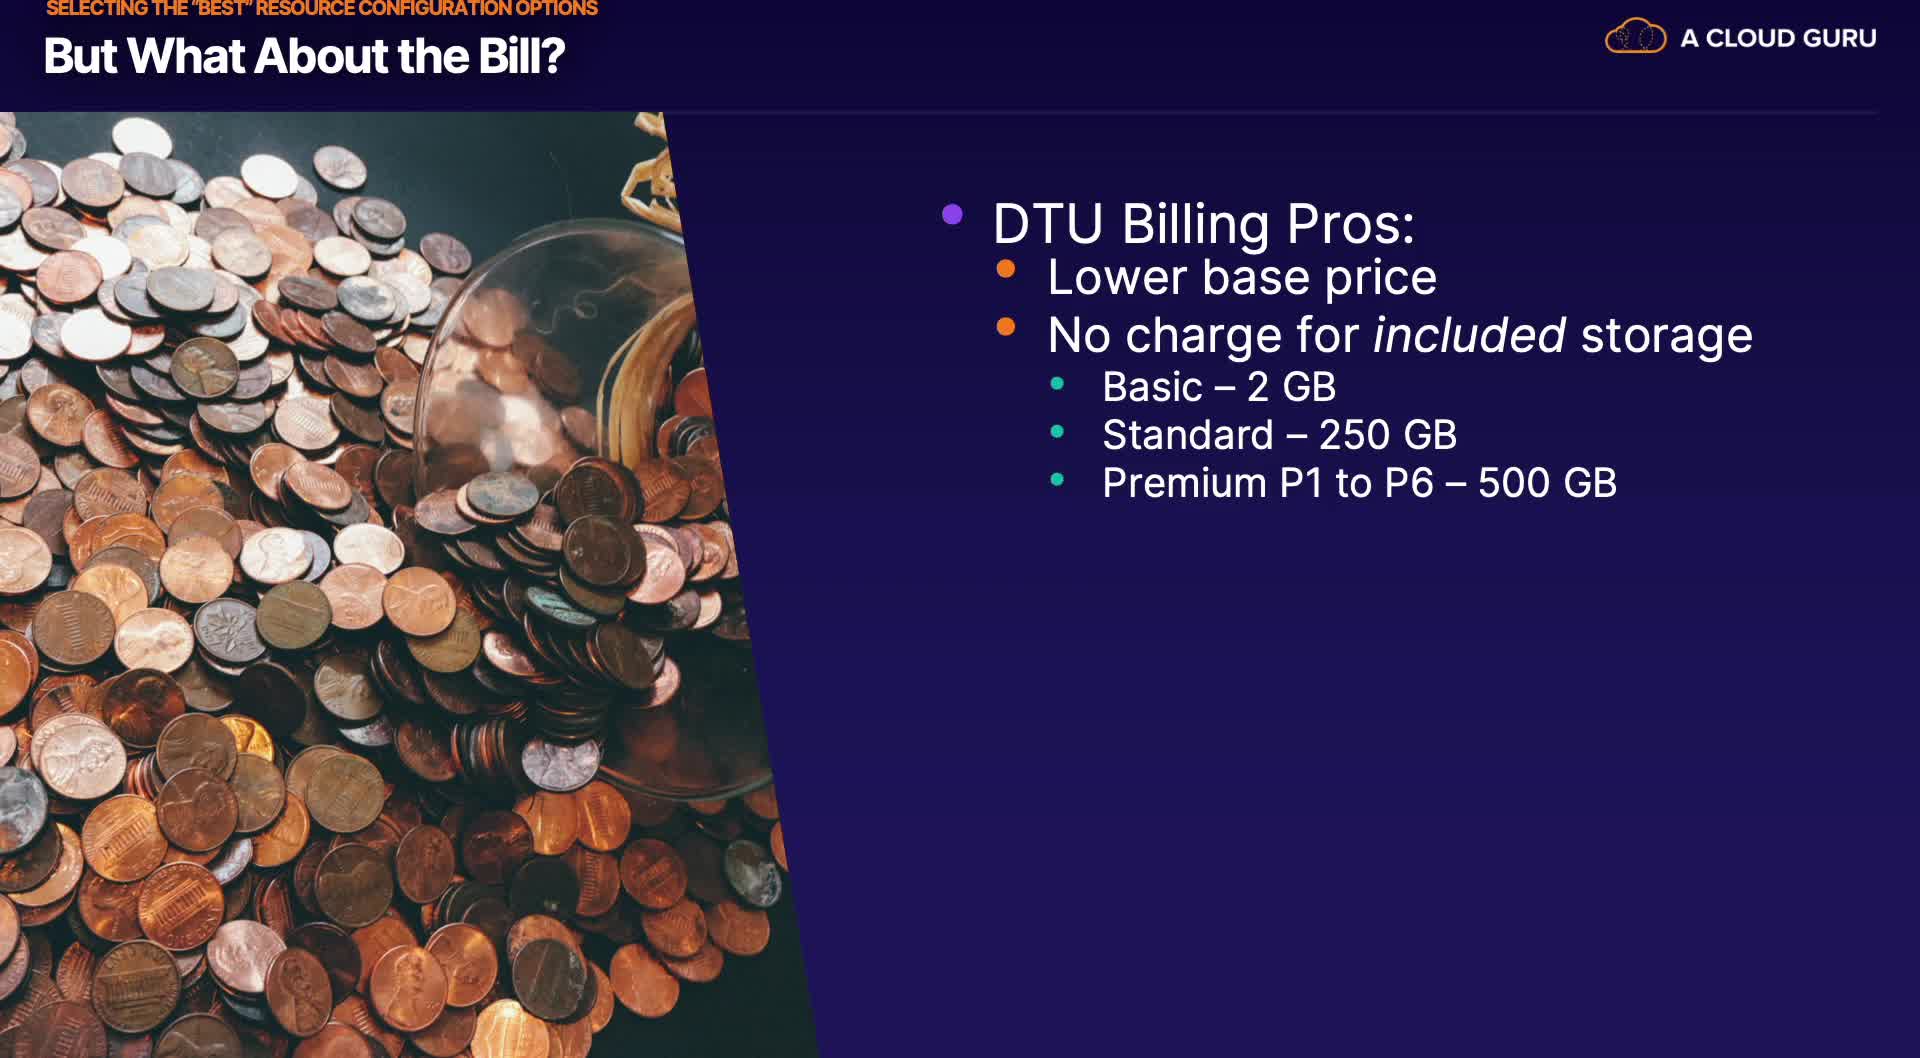 SELECTING THE "BEST" RESOURCE CONFIGURATION OPTIONS
But What About the Bill?
A CLOUD GURU
DTU Billing Pros:
Lower base price
No charge for included storage
Basic – 2 GB
Standard – 250 GB
Premium P1 to P6 – 500 GB